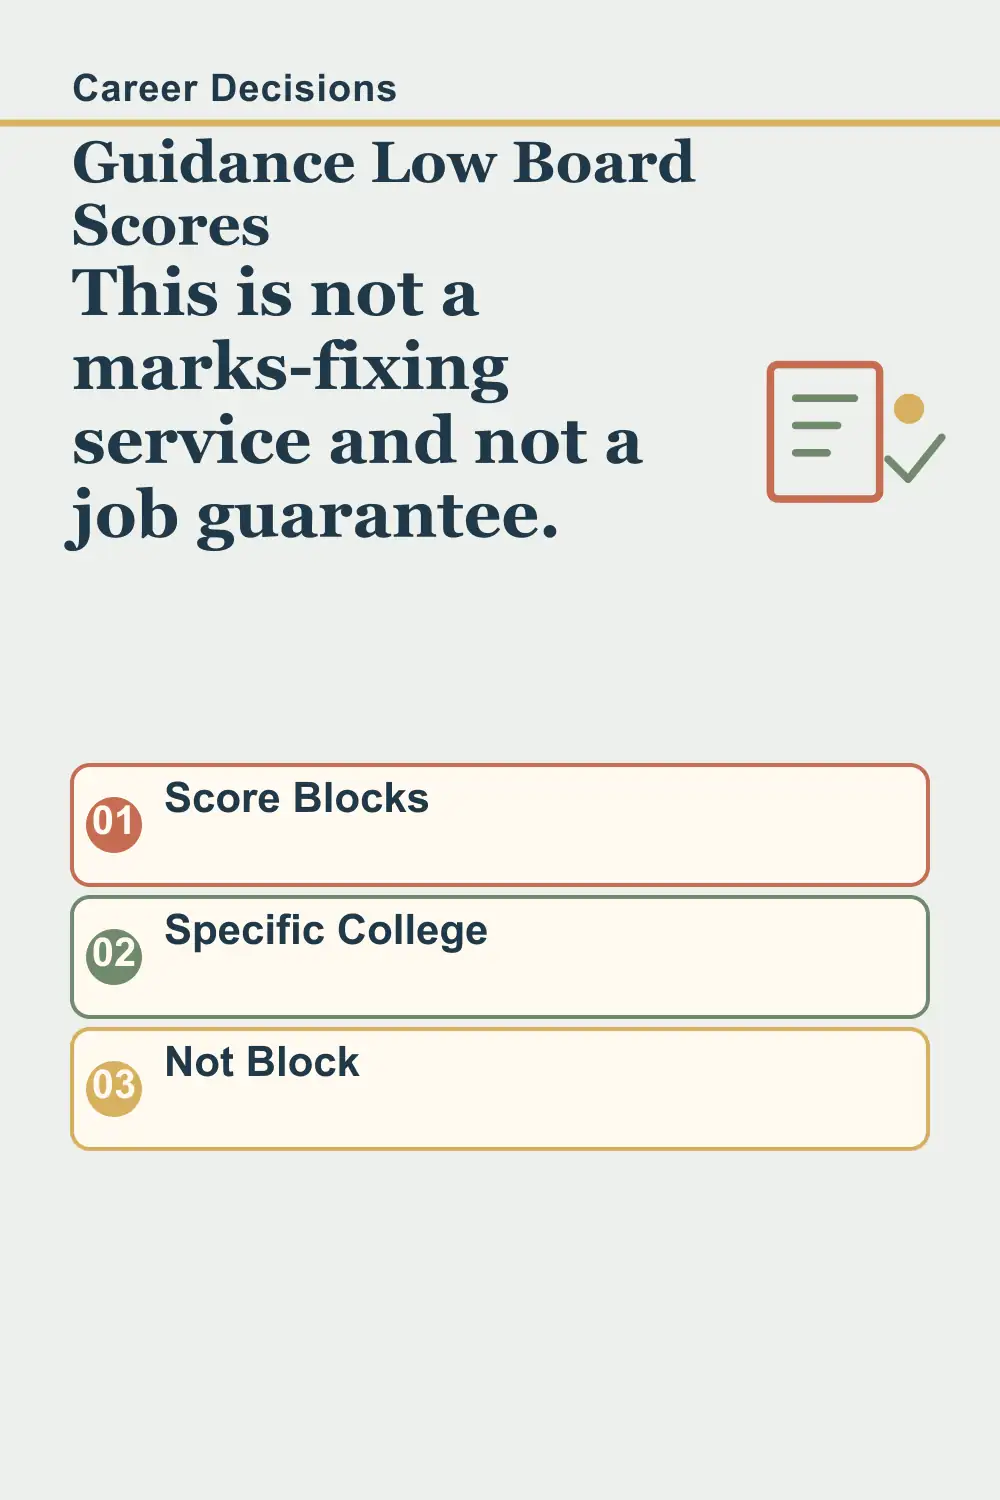 Career Decisions
Guidance Low Board
Scores
This is not a
marks-fixing
service and not a
job guarantee.
01 Score Blocks
02 Specific College
03 Not Block